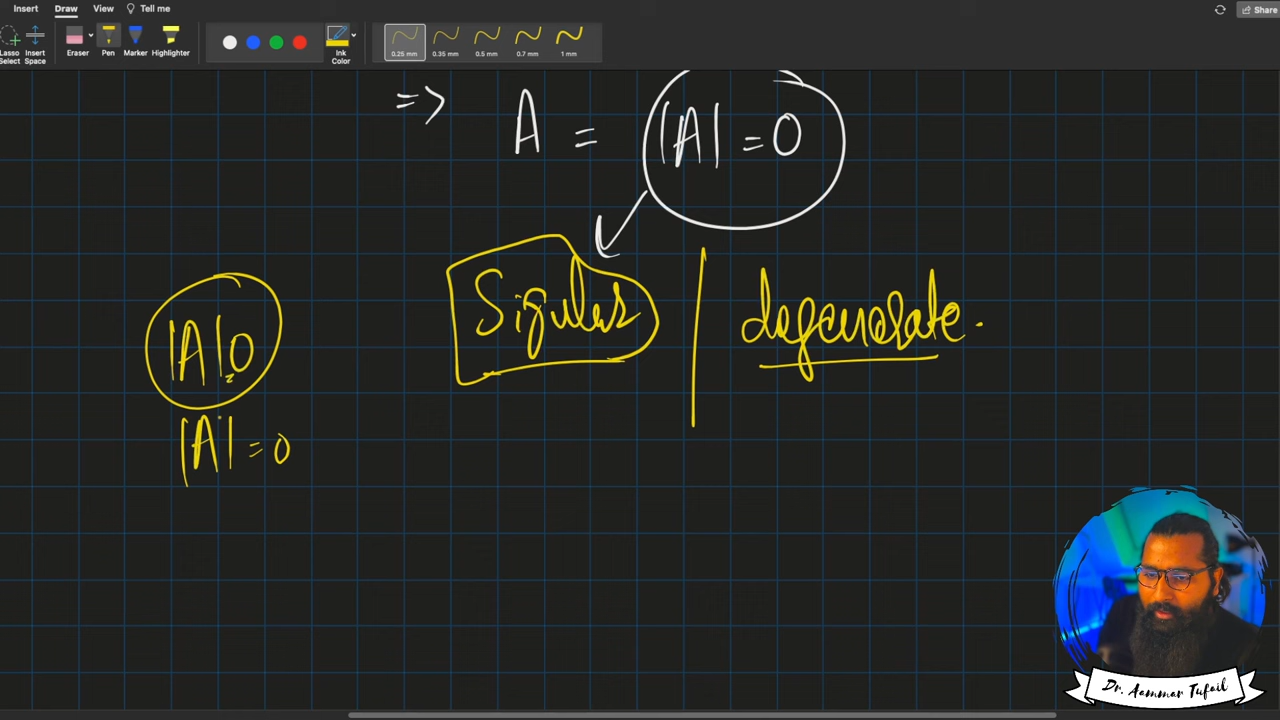 Insert Draw View Tell me
Share
Lasso Select
Insert Space
Eraser
Pen
Marker
Highlighter
Ink Color
0.25 mm
0.35 mm
0.5 mm
0.7 mm
1 mm
=> A = |A| = 0
Sigular | degenerate.
|A| 0
|A| = 0
Dr. Aammar Tufail